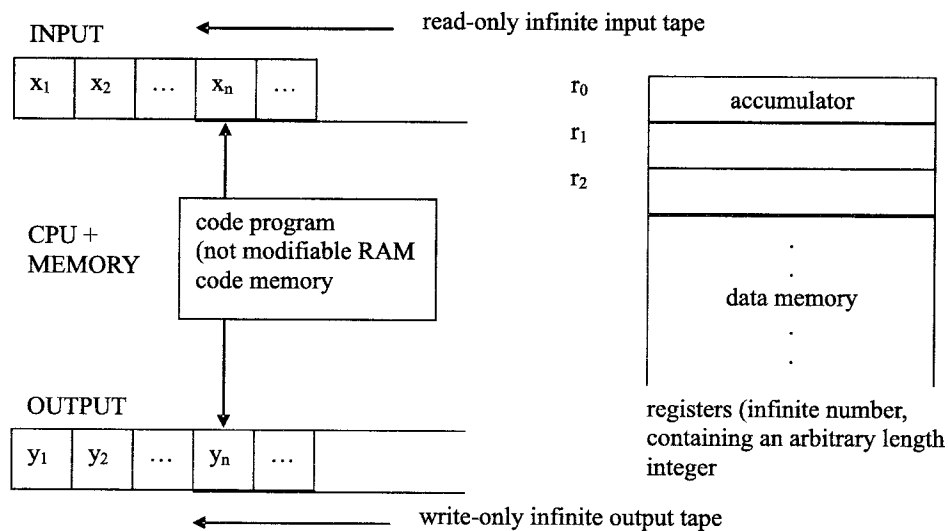 read-only infinite input tape
INPUT
x₁ x₂ … xₙ …
r₀ accumulator
r₁
r₂
code program
(not modifiable RAM
code memory
CPU +
MEMORY
.
.
data memory
.
.
OUTPUT
registers (infinite number,
containing an arbitrary length
integer
y₁ y₂ … yₙ …
write-only infinite output tape